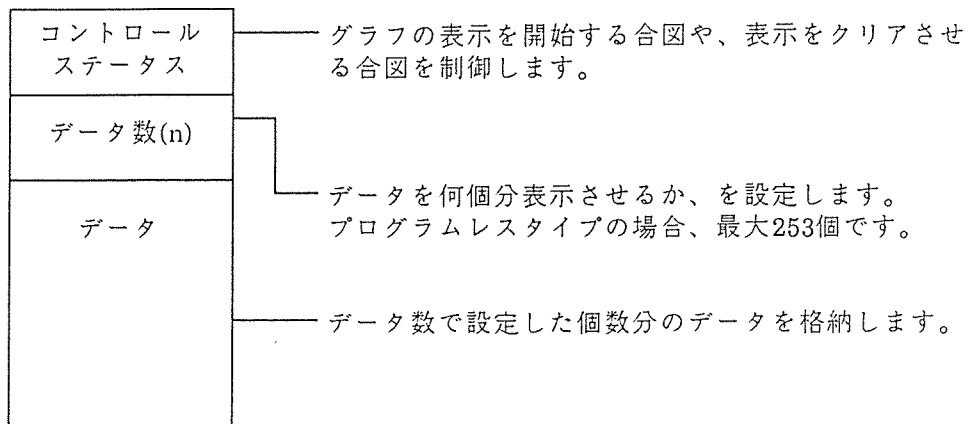 コントロール
ステータス
グラフの表示を開始する合図や、表示をクリアさせ
る合図を制御します。
データ数(n)
データを何個分表示させるか、を設定します。
プログラムレスタイプの場合、最大253個です。
データ
データ数で設定した個数分のデータを格納します。